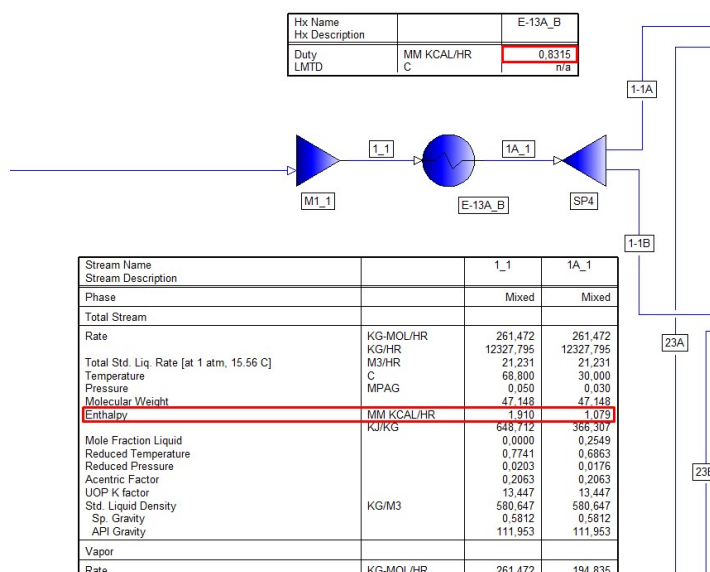 Hx Name E-13A_B
Hx Description
Duty MM KCAL/HR 0,8315
LMTD C n/a
1-1A
1_1 1A_1
M1_1 E-13A_B SP4
1-1B
23A
Stream Name 1_1 1A_1
Stream Description
Phase Mixed Mixed
Total Stream
Rate KG-MOL/HR 261,472 261,472
KG/HR 12327,795 12327,795
Total Std. Liq. Rate [at 1 atm, 15.56 C] M3/HR 21,231 21,231
Temperature C 68,800 30,000
Pressure MPAG 0,050 0,030
Molecular Weight 47,148 47,148
Enthalpy MM KCAL/HR 1,910 1,079
KJ/KG 648,712 366,307
Mole Fraction Liquid 0,0000 0,2549
Reduced Temperature 0,7741 0,6863
Reduced Pressure 0,0203 0,0176
Acentric Factor 0,2063 0,2063
UOP K factor 13,447 13,447
Std. Liquid Density KG/M3 580,647 580,647
Sp. Gravity 0,5812 0,5812
API Gravity 111,953 111,953
Vapor
Rate KG-MOL/HR 261,472 194,835